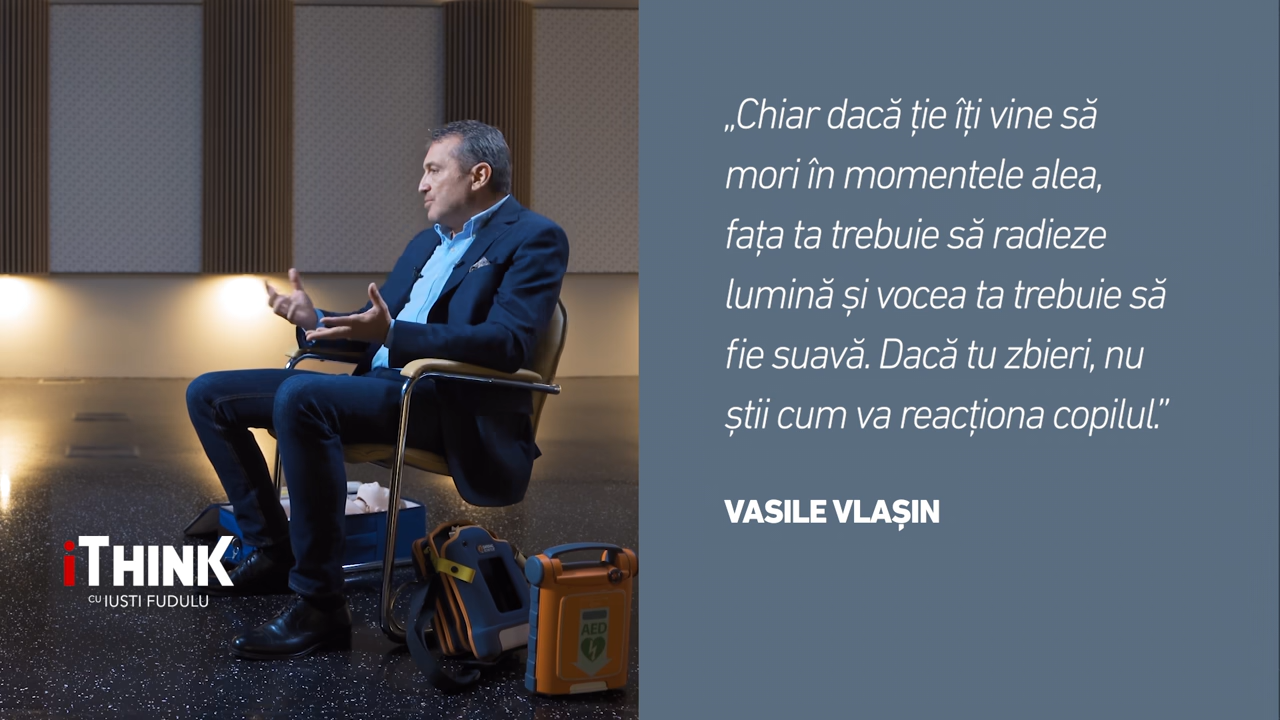 „Chiar dacă ție îți vine să
mori în momentele alea,
fața ta trebuie să radieze
lumină și vocea ta trebuie să
fie suavă. Dacă tu zbieri, nu
știi cum va reacționa copilul.”
VASILE VLAȘIN
iTHINK
CU IUSTI FUDULU
AED